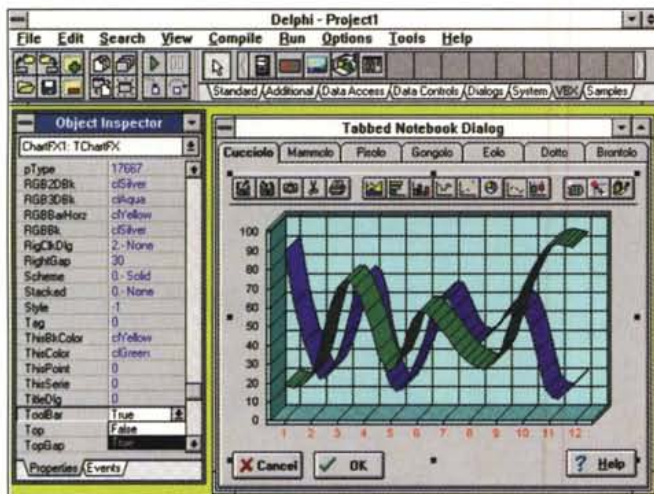 Delphi - Project1
File Edit Search View Compile Run Options Tools Help
Standard Additional Data Access Data Controls Dialogs System VBX Samples
Object Inspector
ChartFX1: TChartFX
pType 17667
RGB2DBk clSilver
RGB3DBk clAqua
RGBBarHorz clYellow
RGBBk clSilver
RigClkDlg 2.- None
RightGap 30
Scheme 0.- Solid
Stacked 0.- None
Style -1
Tag 0
ThisBkColor clYellow
ThisColor clGreen
ThisPoint 0
ThisSerie 0
TitleDlg 0
ToolBar True
Top False
TopGap True
Properties Events
Tabbed Notebook Dialog
Cucciolo Mammolo Pisolo Gongolo Eolo Dotto Brontolo
100
90
80
70
60
50
40
30
20
10
0
1 2 3 4 5 6 7 8 9 10 11 12
Cancel OK ? Help